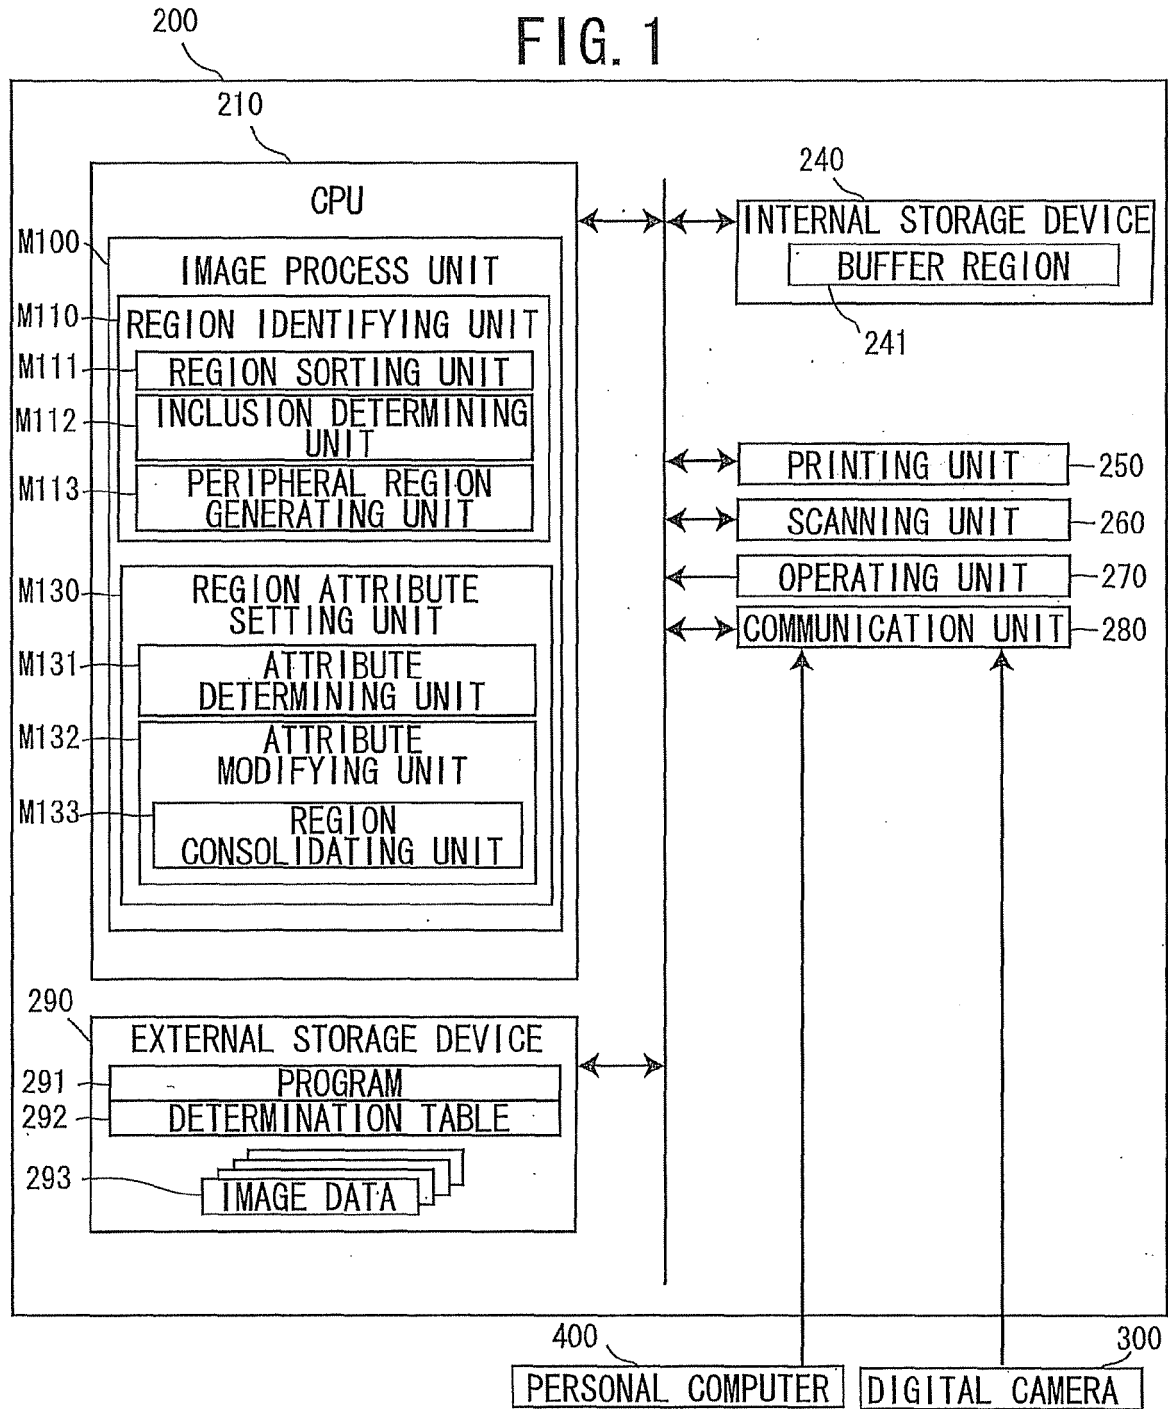 FIG. 1
200
210
CPU
M100
IMAGE PROCESS UNIT
M110
REGION IDENTIFYING UNIT
M111
REGION SORTING UNIT
M112
INCLUSION DETERMINING
UNIT
M113
PERIPHERAL REGION
GENERATING UNIT
M130
REGION ATTRIBUTE
SETTING UNIT
M131
ATTRIBUTE
DETERMINING UNIT
M132
ATTRIBUTE
MODIFYING UNIT
M133
REGION
CONSOLIDATING UNIT
290
EXTERNAL STORAGE DEVICE
291
PROGRAM
292
DETERMINATION TABLE
293
IMAGE DATA
240
INTERNAL STORAGE DEVICE
BUFFER REGION
241
PRINTING UNIT
250
SCANNING UNIT
260
OPERATING UNIT
270
COMMUNICATION UNIT
280
400
PERSONAL COMPUTER
300
DIGITAL CAMERA